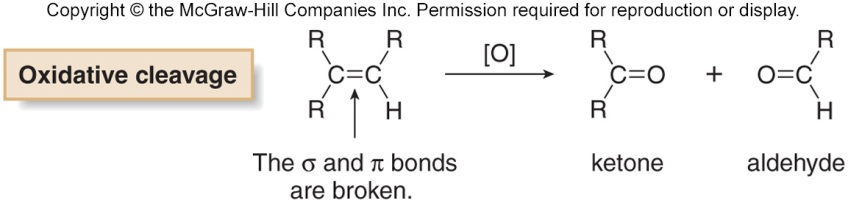 Copyright © the McGraw-Hill Companies Inc. Permission required for reproduction or display.
Oxidative cleavage
R R [O] R R
C=C C=O + O=C
R H R H
The σ and π bonds ketone aldehyde
are broken.